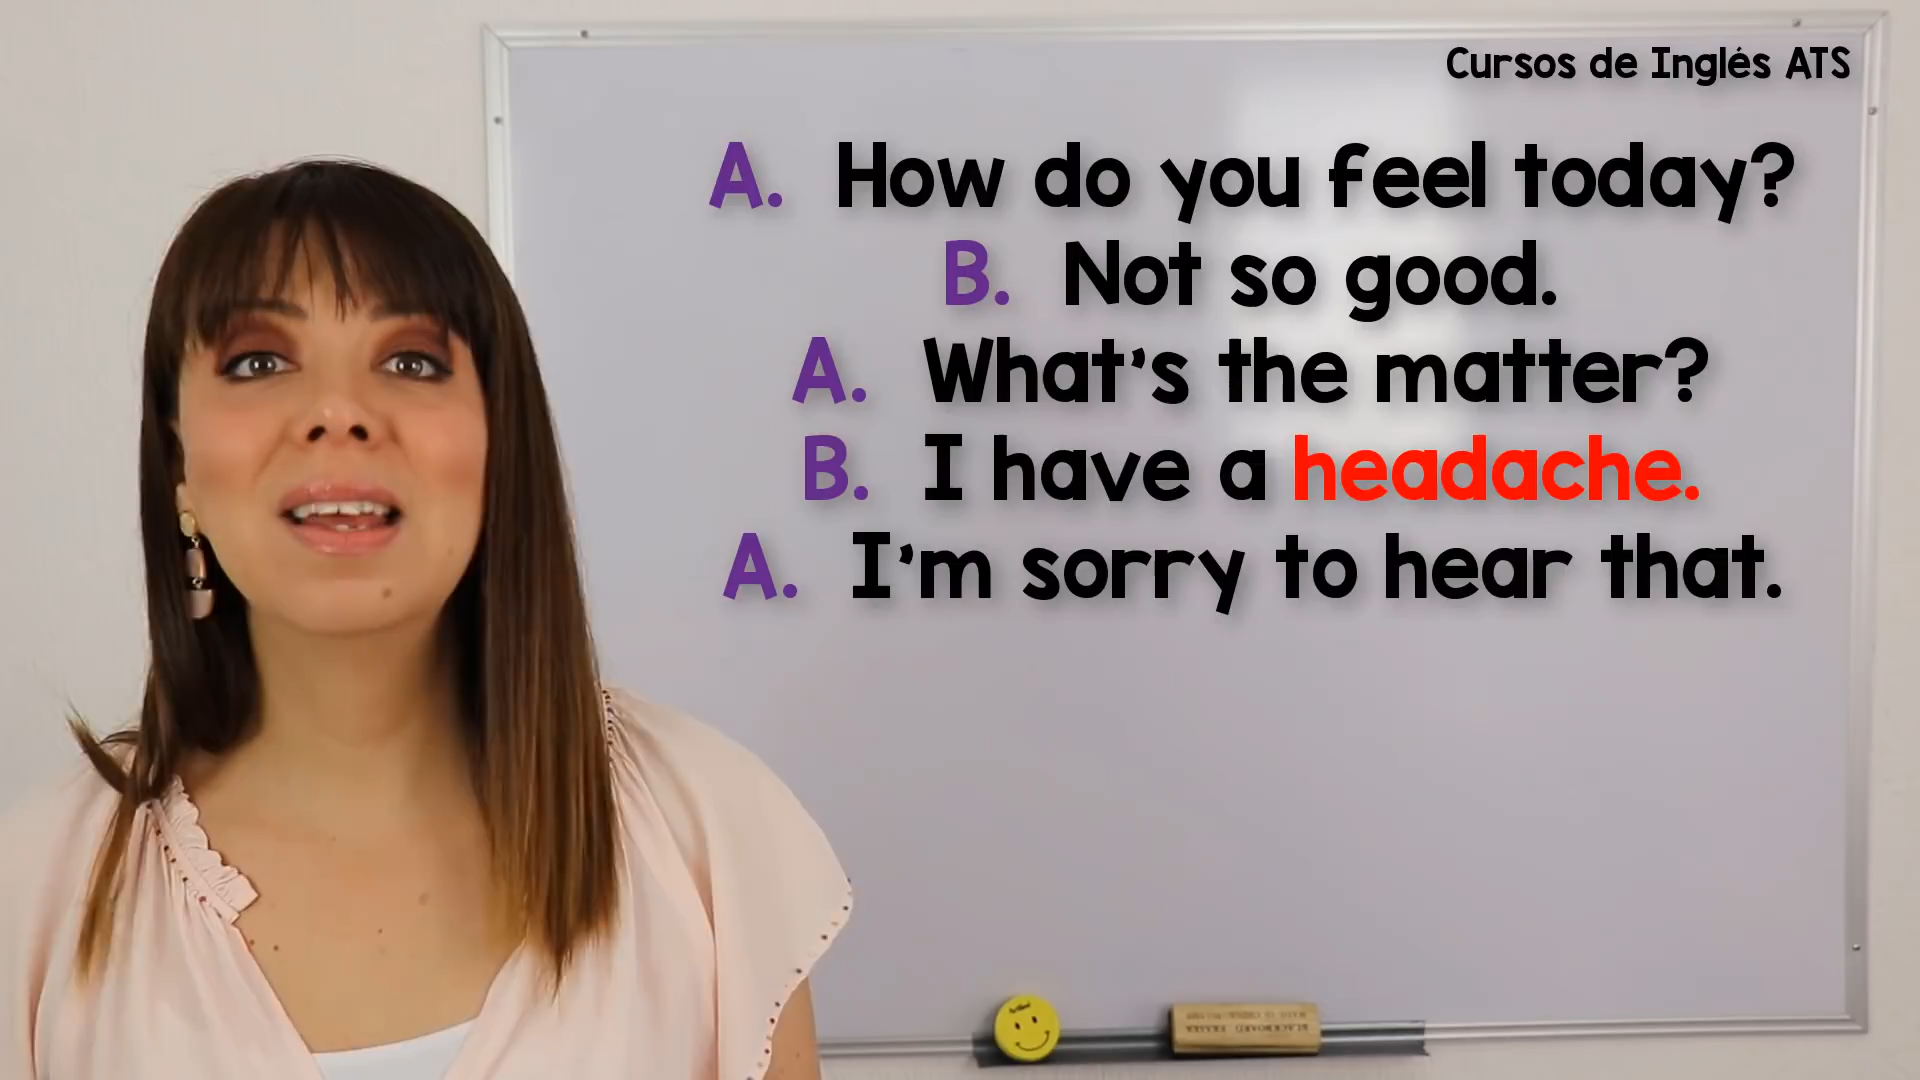 Cursos de Inglés ATS
A. How do you feel today?
B. Not so good.
A. What's the matter?
B. I have a headache.
A. I'm sorry to hear that.